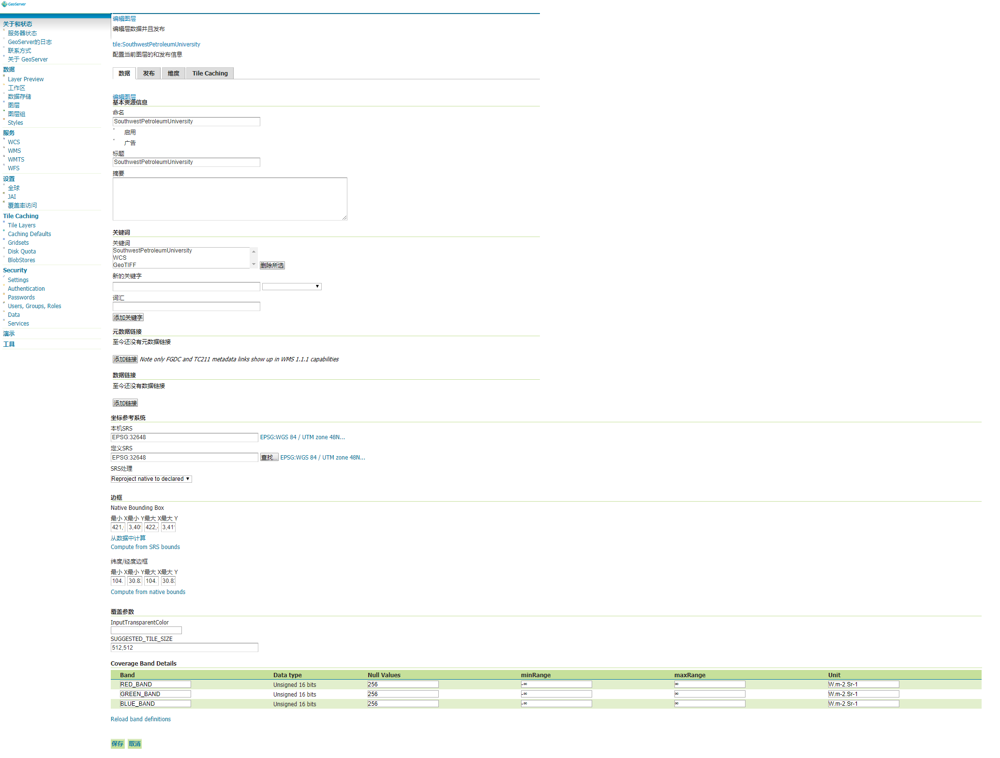 GeoServer
关于和状态
服务器状态
GeoServer的日志
联系方式
关于 GeoServer
数据
Layer Preview
工作区
数据存储
图层
图层组
Styles
服务
WCS
WMS
WMTS
WFS
设置
全球
JAI
覆盖率访问
Tile Caching
Tile Layers
Caching Defaults
Gridsets
Disk Quota
BlobStores
Security
Settings
Authentication
Passwords
Users, Groups, Roles
Data
Services
演示
工具
编辑图层
编辑层数据并且发布
tile:SouthwestPetroleumUniversity
配置当前图层的和发布信息
数据 发布 维度 Tile Caching
编辑图层
基本资源信息
命名
SouthwestPetroleumUniversity
启用
广告
标题
SouthwestPetroleumUniversity
摘要
关键词
关键词
SouthwestPetroleumUniversity
WCS
GeoTIFF
删除所选
新的关键字
词汇
添加关键字
元数据链接
至今还没有元数据链接
添加链接 Note only FGDC and TC211 metadata links show up in WMS 1.1.1 capabilities
数据链接
至今还没有数据链接
添加链接
坐标参考系统
本机SRS
EPSG:32648 EPSG:WGS 84 / UTM zone 48N...
定义SRS
EPSG:32648 查找... EPSG:WGS 84 / UTM zone 48N...
SRS处理
Reproject native to declared
边框
Native Bounding Box
最小 X最小 Y最大 X最大 Y
421, 3,409 422, 3,411
从数据中计算
Compute from SRS bounds
纬度/经度边框
最小 X最小 Y最大 X最大 Y
104. 30.8 104. 30.8
Compute from native bounds
覆盖参数
InputTransparentColor
SUGGESTED_TILE_SIZE
512,512
Coverage Band Details
Band Data type Null Values minRange maxRange Unit
RED_BAND Unsigned 16 bits 256 -∞ ∞ W.m-2.Sr-1
GREEN_BAND Unsigned 16 bits 256 -∞ ∞ W.m-2.Sr-1
BLUE_BAND Unsigned 16 bits 256 -∞ ∞ W.m-2.Sr-1
Reload band definitions
保存 取消